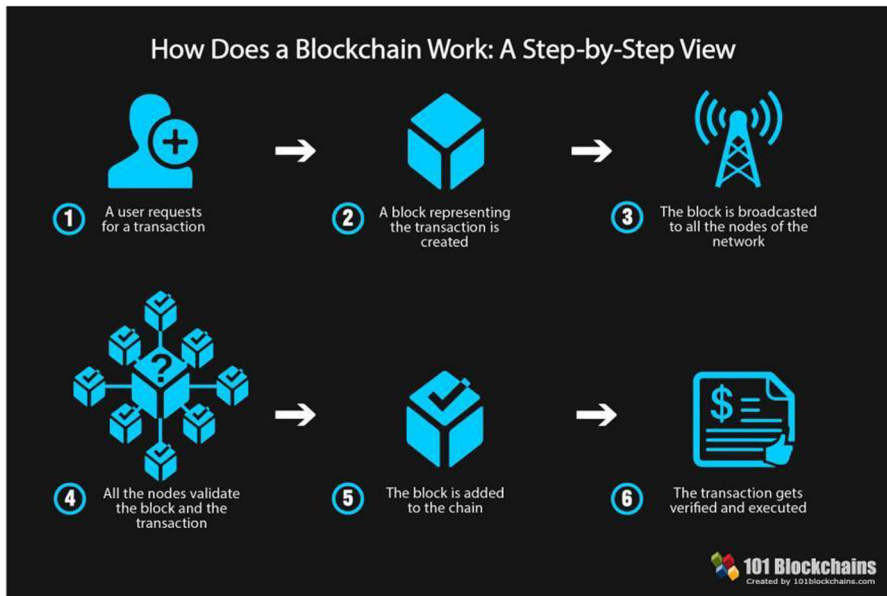 How Does a Blockchain Work: A Step-by-Step View
1
A user requests
for a transaction
2
A block representing
the transaction is
created
3
The block is broadcasted
to all the nodes of the
network
?
4
All the nodes validate
the block and the
transaction
5
The block is added
to the chain
$
6
The transaction gets
verified and executed
101 Blockchains
Created by 101blockchains.com